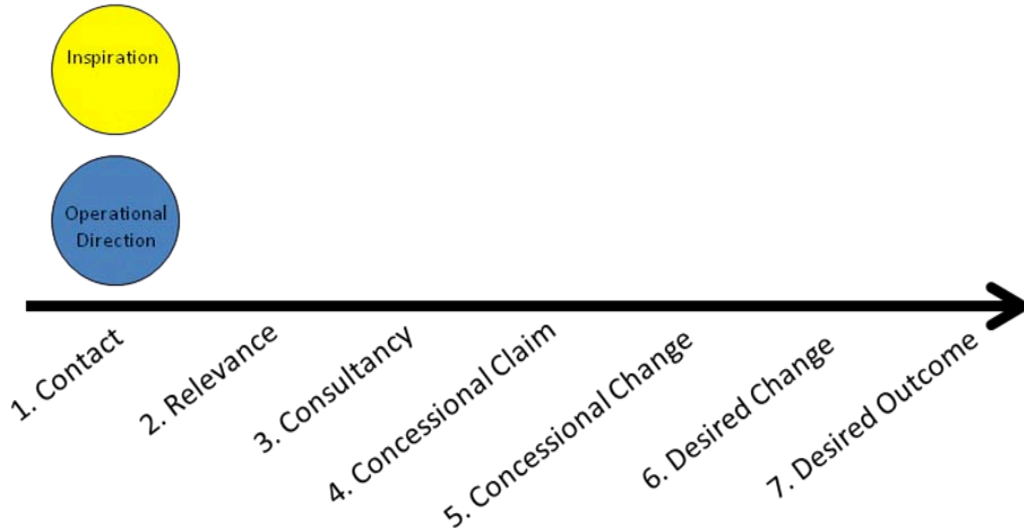 Inspiration
Operational
Direction
1. Contact
2. Relevance
3. Consultancy
4. Concessional Claim
5. Concessional Change
6. Desired Change
7. Desired Outcome